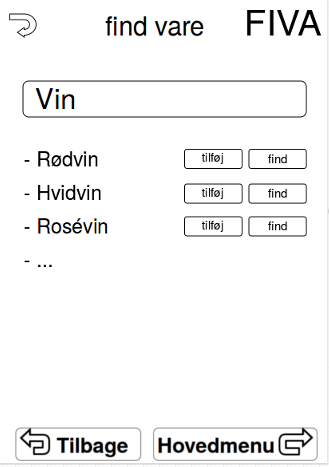 find vare FIVA
Vin
- Rødvin tilføj find
- Hvidvin tilføj find
- Rosévin tilføj find
- ...
Tilbage Hovedmenu